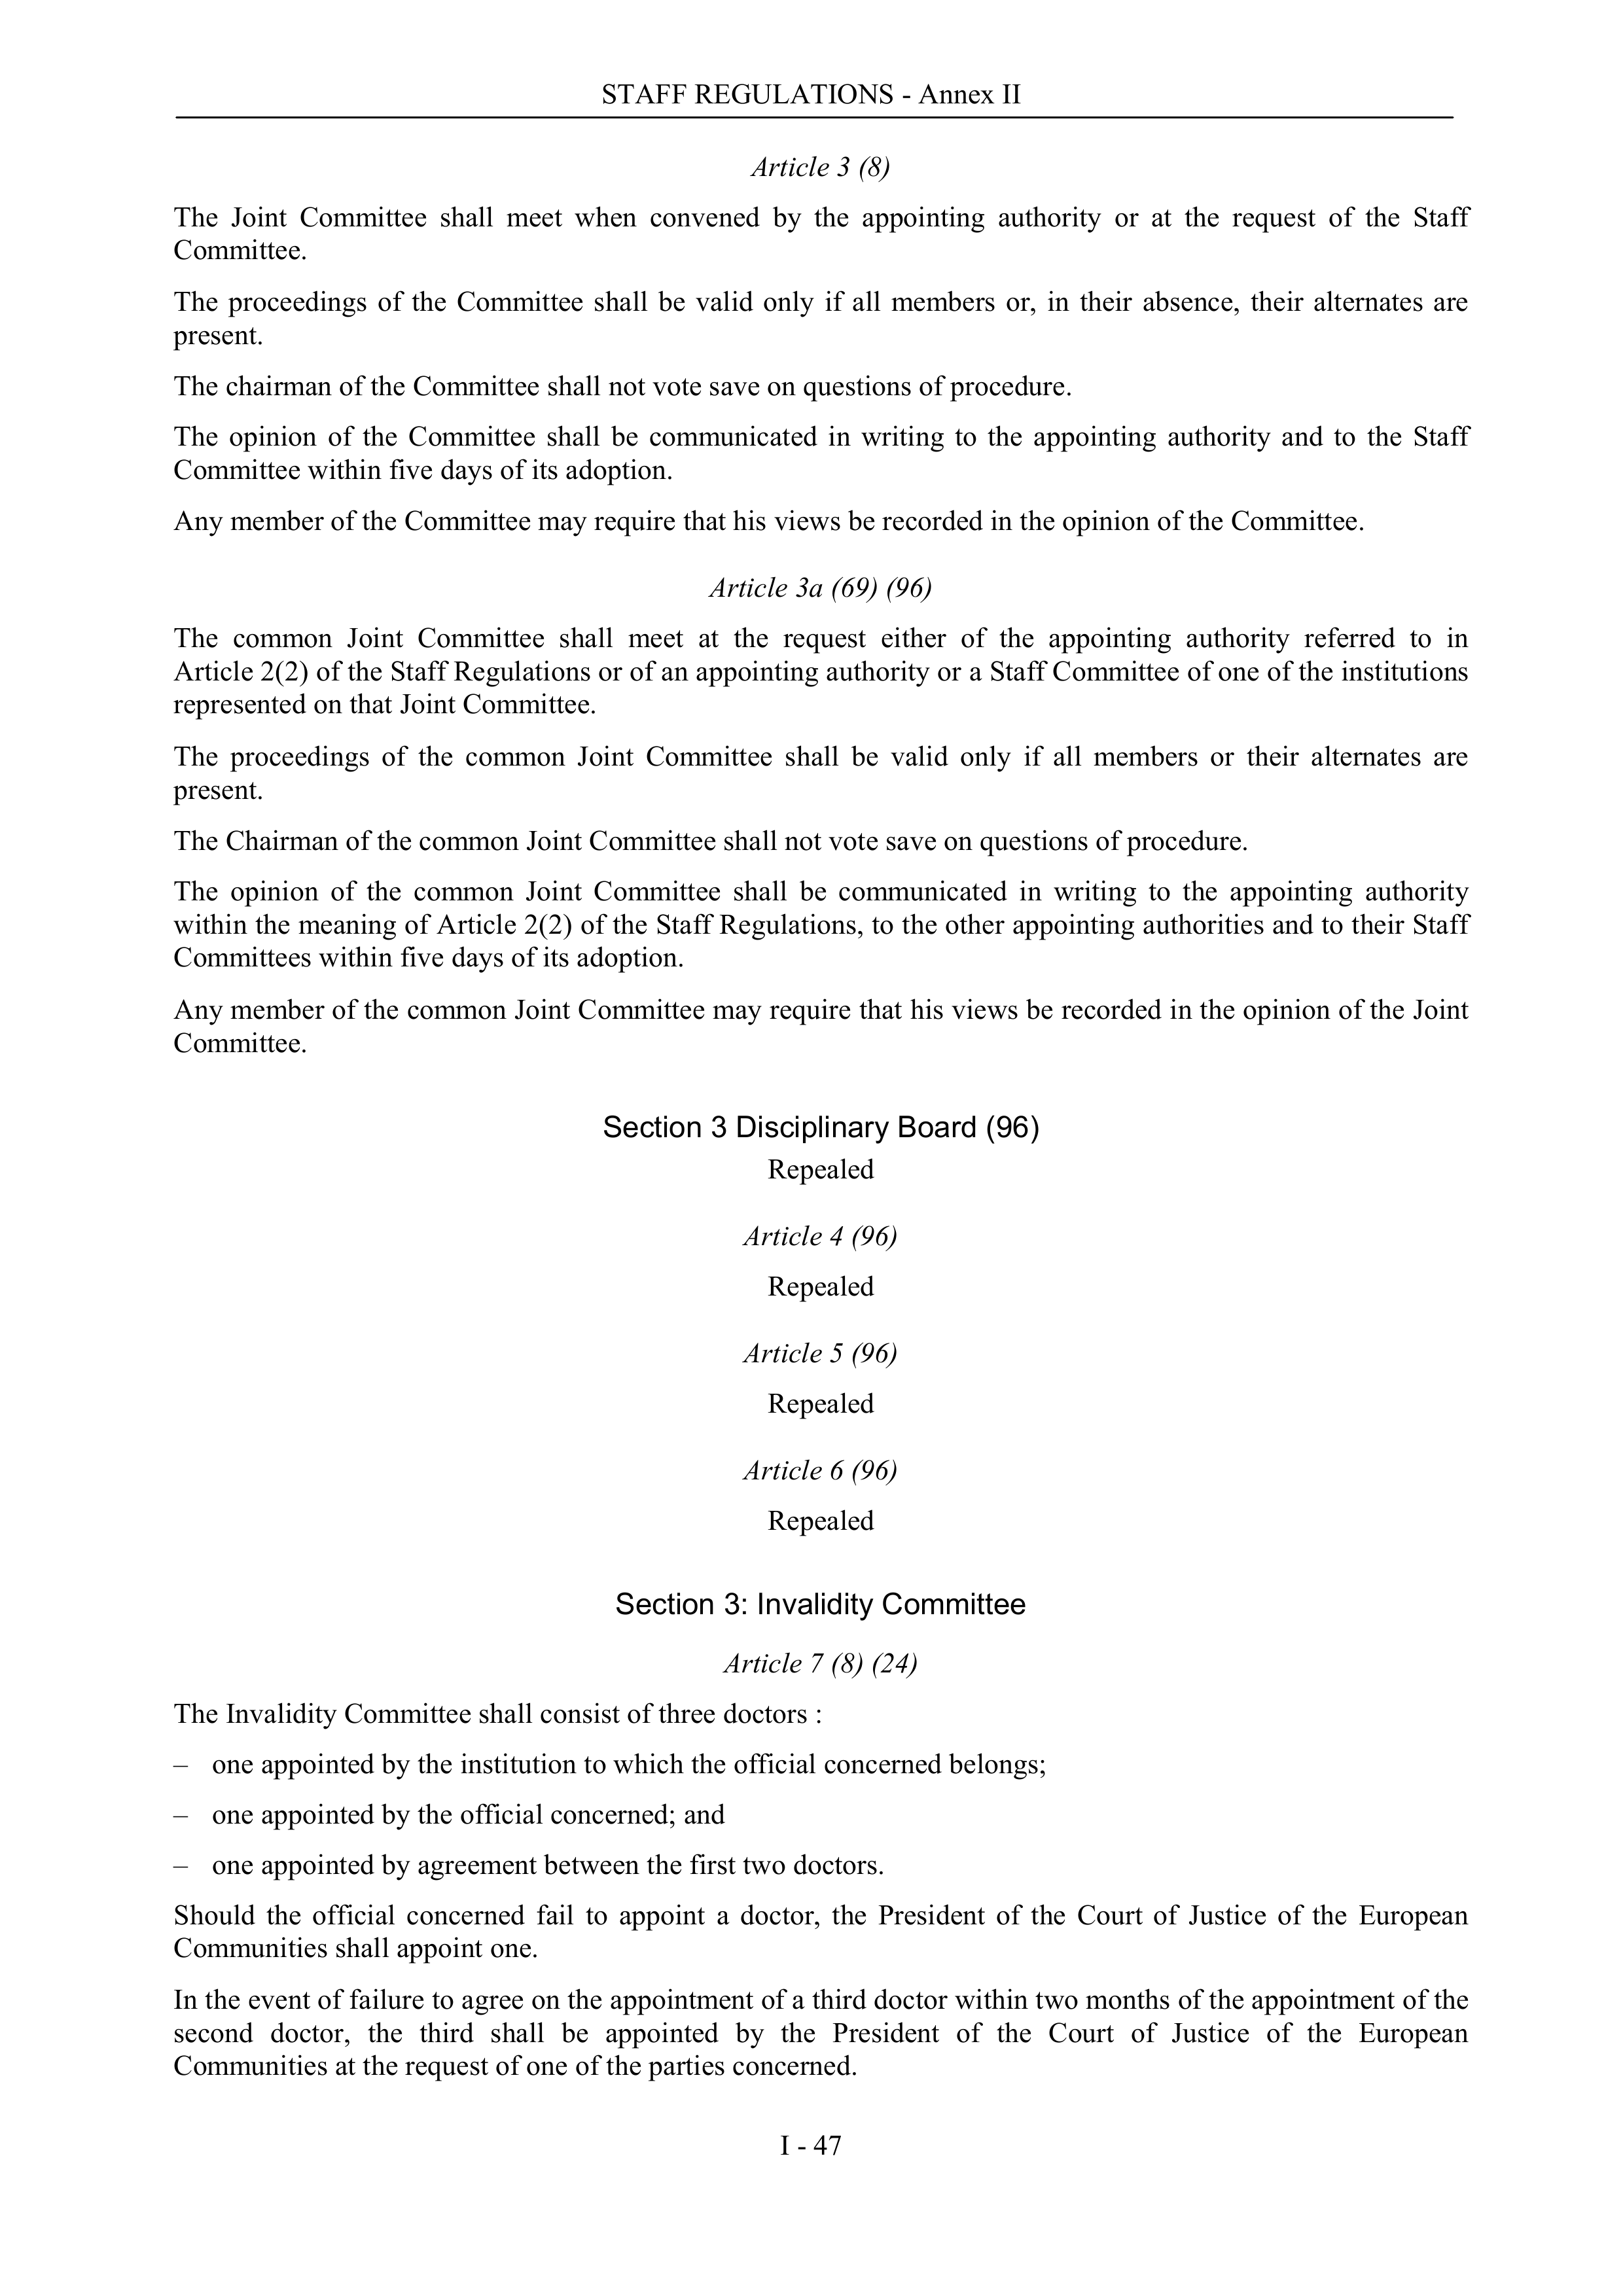 STAFF REGULATIONS - Annex II
Article 3 (8)
The Joint Committee shall meet when convened by the appointing authority or at the request of the Staff
Committee.
The proceedings of the Committee shall be valid only if all members or, in their absence, their alternates are
present.
The chairman of the Committee shall not vote save on questions of procedure.
The opinion of the Committee shall be communicated in writing to the appointing authority and to the Staff
Committee within five days of its adoption.
Any member of the Committee may require that his views be recorded in the opinion of the Committee.
Article 3a (69) (96)
The common Joint Committee shall meet at the request either of the appointing authority referred to in
Article 2(2) of the Staff Regulations or of an appointing authority or a Staff Committee of one of the institutions
represented on that Joint Committee.
The proceedings of the common Joint Committee shall be valid only if all members or their alternates are
present.
The Chairman of the common Joint Committee shall not vote save on questions of procedure.
The opinion of the common Joint Committee shall be communicated in writing to the appointing authority
within the meaning of Article 2(2) of the Staff Regulations, to the other appointing authorities and to their Staff
Committees within five days of its adoption.
Any member of the common Joint Committee may require that his views be recorded in the opinion of the Joint
Committee.
Section 3 Disciplinary Board (96)
Repealed
Article 4 (96)
Repealed
Article 5 (96)
Repealed
Article 6 (96)
Repealed
Section 3: Invalidity Committee
Article 7 (8) (24)
The Invalidity Committee shall consist of three doctors :
– one appointed by the institution to which the official concerned belongs;
– one appointed by the official concerned; and
– one appointed by agreement between the first two doctors.
Should the official concerned fail to appoint a doctor, the President of the Court of Justice of the European
Communities shall appoint one.
In the event of failure to agree on the appointment of a third doctor within two months of the appointment of the
second doctor, the third shall be appointed by the President of the Court of Justice of the European
Communities at the request of one of the parties concerned.
I - 47